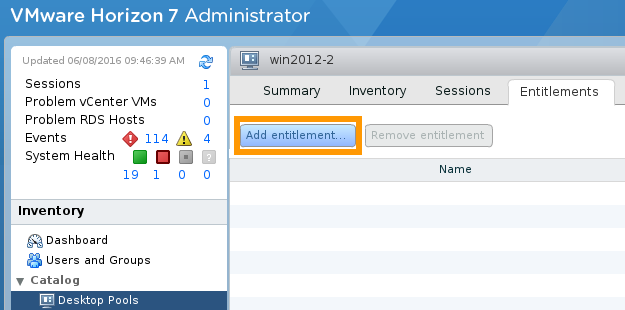 VMware Horizon 7 Administrator
Updated 06/08/2016 09:46:39 AM
Sessions 1
Problem vCenter VMs 0
Problem RDS Hosts 0
Events 114 4
System Health ?
19 1 0 0
Inventory
Dashboard
Users and Groups
Catalog
Desktop Pools
win2012-2
Summary Inventory Sessions Entitlements
Add entitlement... Remove entitlement
Name